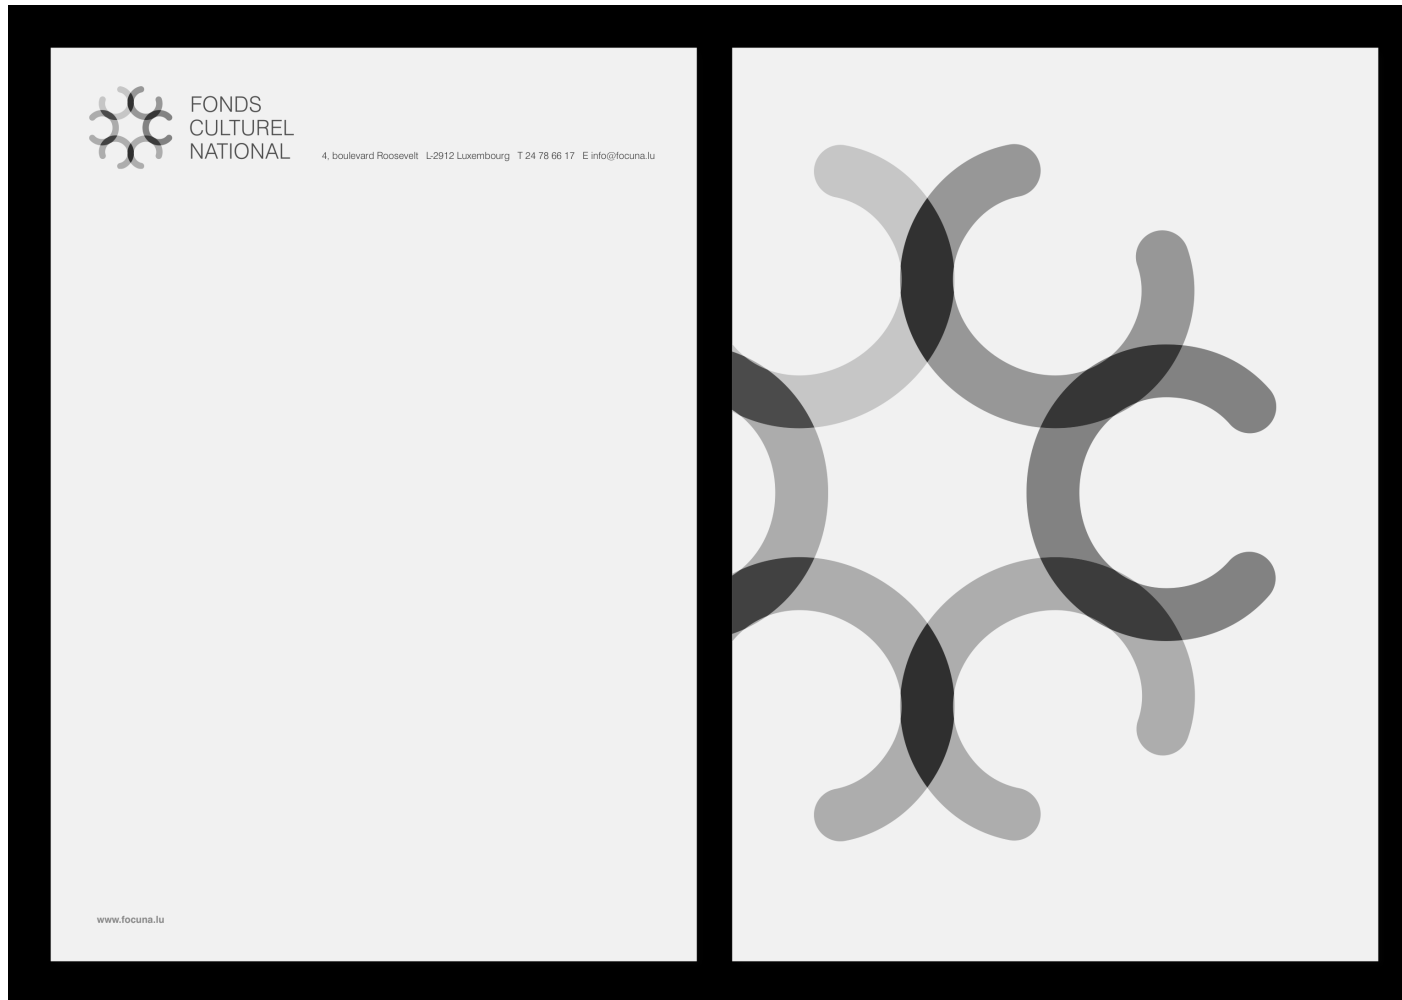 FONDS
CULTUREL
NATIONAL
4, boulevard Roosevelt L-2912 Luxembourg T 24 78 66 17 E info@focuna.lu
www.focuna.lu